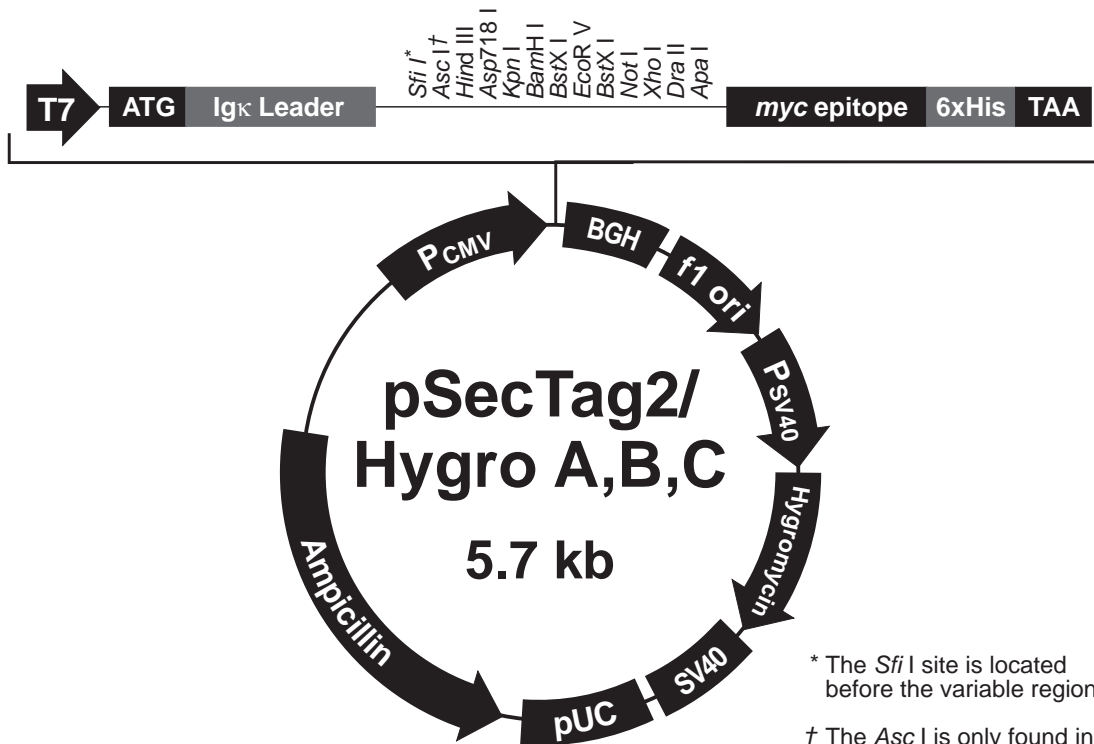 Sfi I*
Asc I†
Hind III
Asp718 I
Kpn I
BamH I
BstX I
EcoR V
BstX I
Not I
Xho I
Dra II
Apa I
T7
ATG
Igκ Leader
myc epitope
6xHis
TAA
PCMV
BGH
f1 ori
PSV40
Hygromycin
SV40
pUC
Ampicillin
pSecTag2/
Hygro A,B,C
5.7 kb
* The Sfi I site is located
before the variable region
† The Asc I is only found in